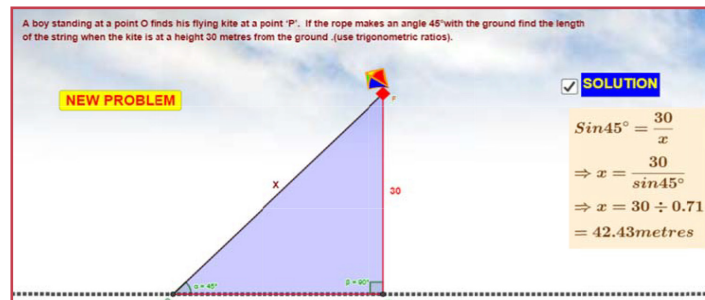 A boy standing at a point O finds his flying kite at a point 'P'. If the rope makes an angle 45°with the ground find the length
of the string when the kite is at a height 30 metres from the ground .(use trigonometric ratios).
SOLUTION
NEW PROBLEM
Sin45° = 30/x
⇒ x = 30/sin45°
X
30
⇒ x = 30 ÷ 0.71
= 42.43metres
α = 45°
β = 90°